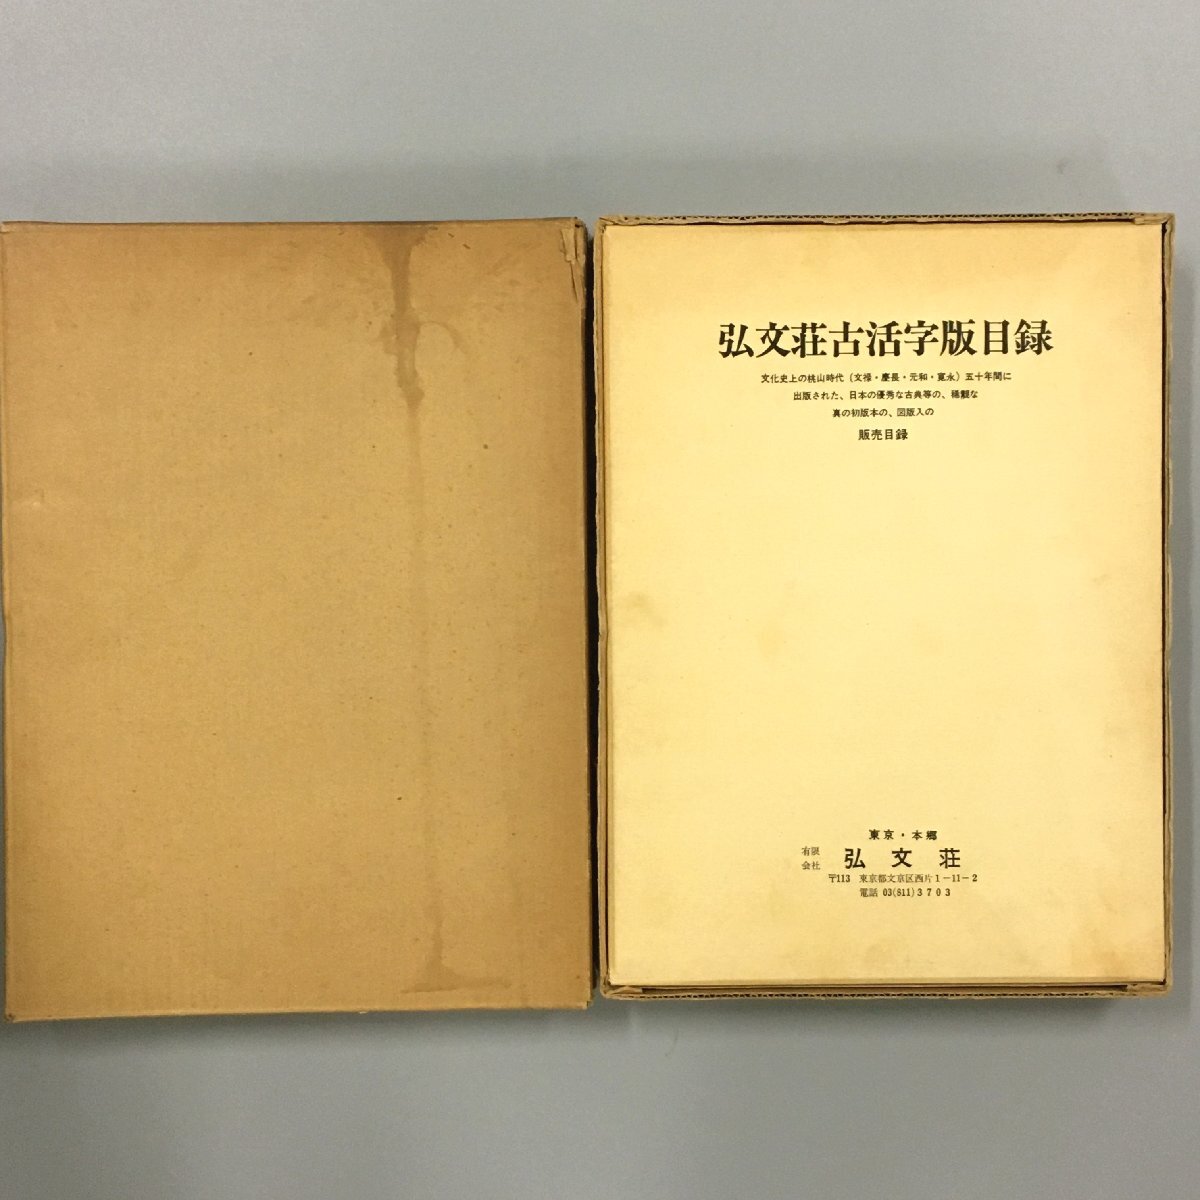 弘文荘古活字版目録
文化史上の桃山時代（文禄・慶長・元和・寛永）五十年間に
出版された、日本の優秀な古典等の、稀覯な
真の初版本の、図版入の
販売目録
東京・本郷
有限会社 弘文荘
〒113 東京都文京区西片1－11－2
電話 03(811)3703